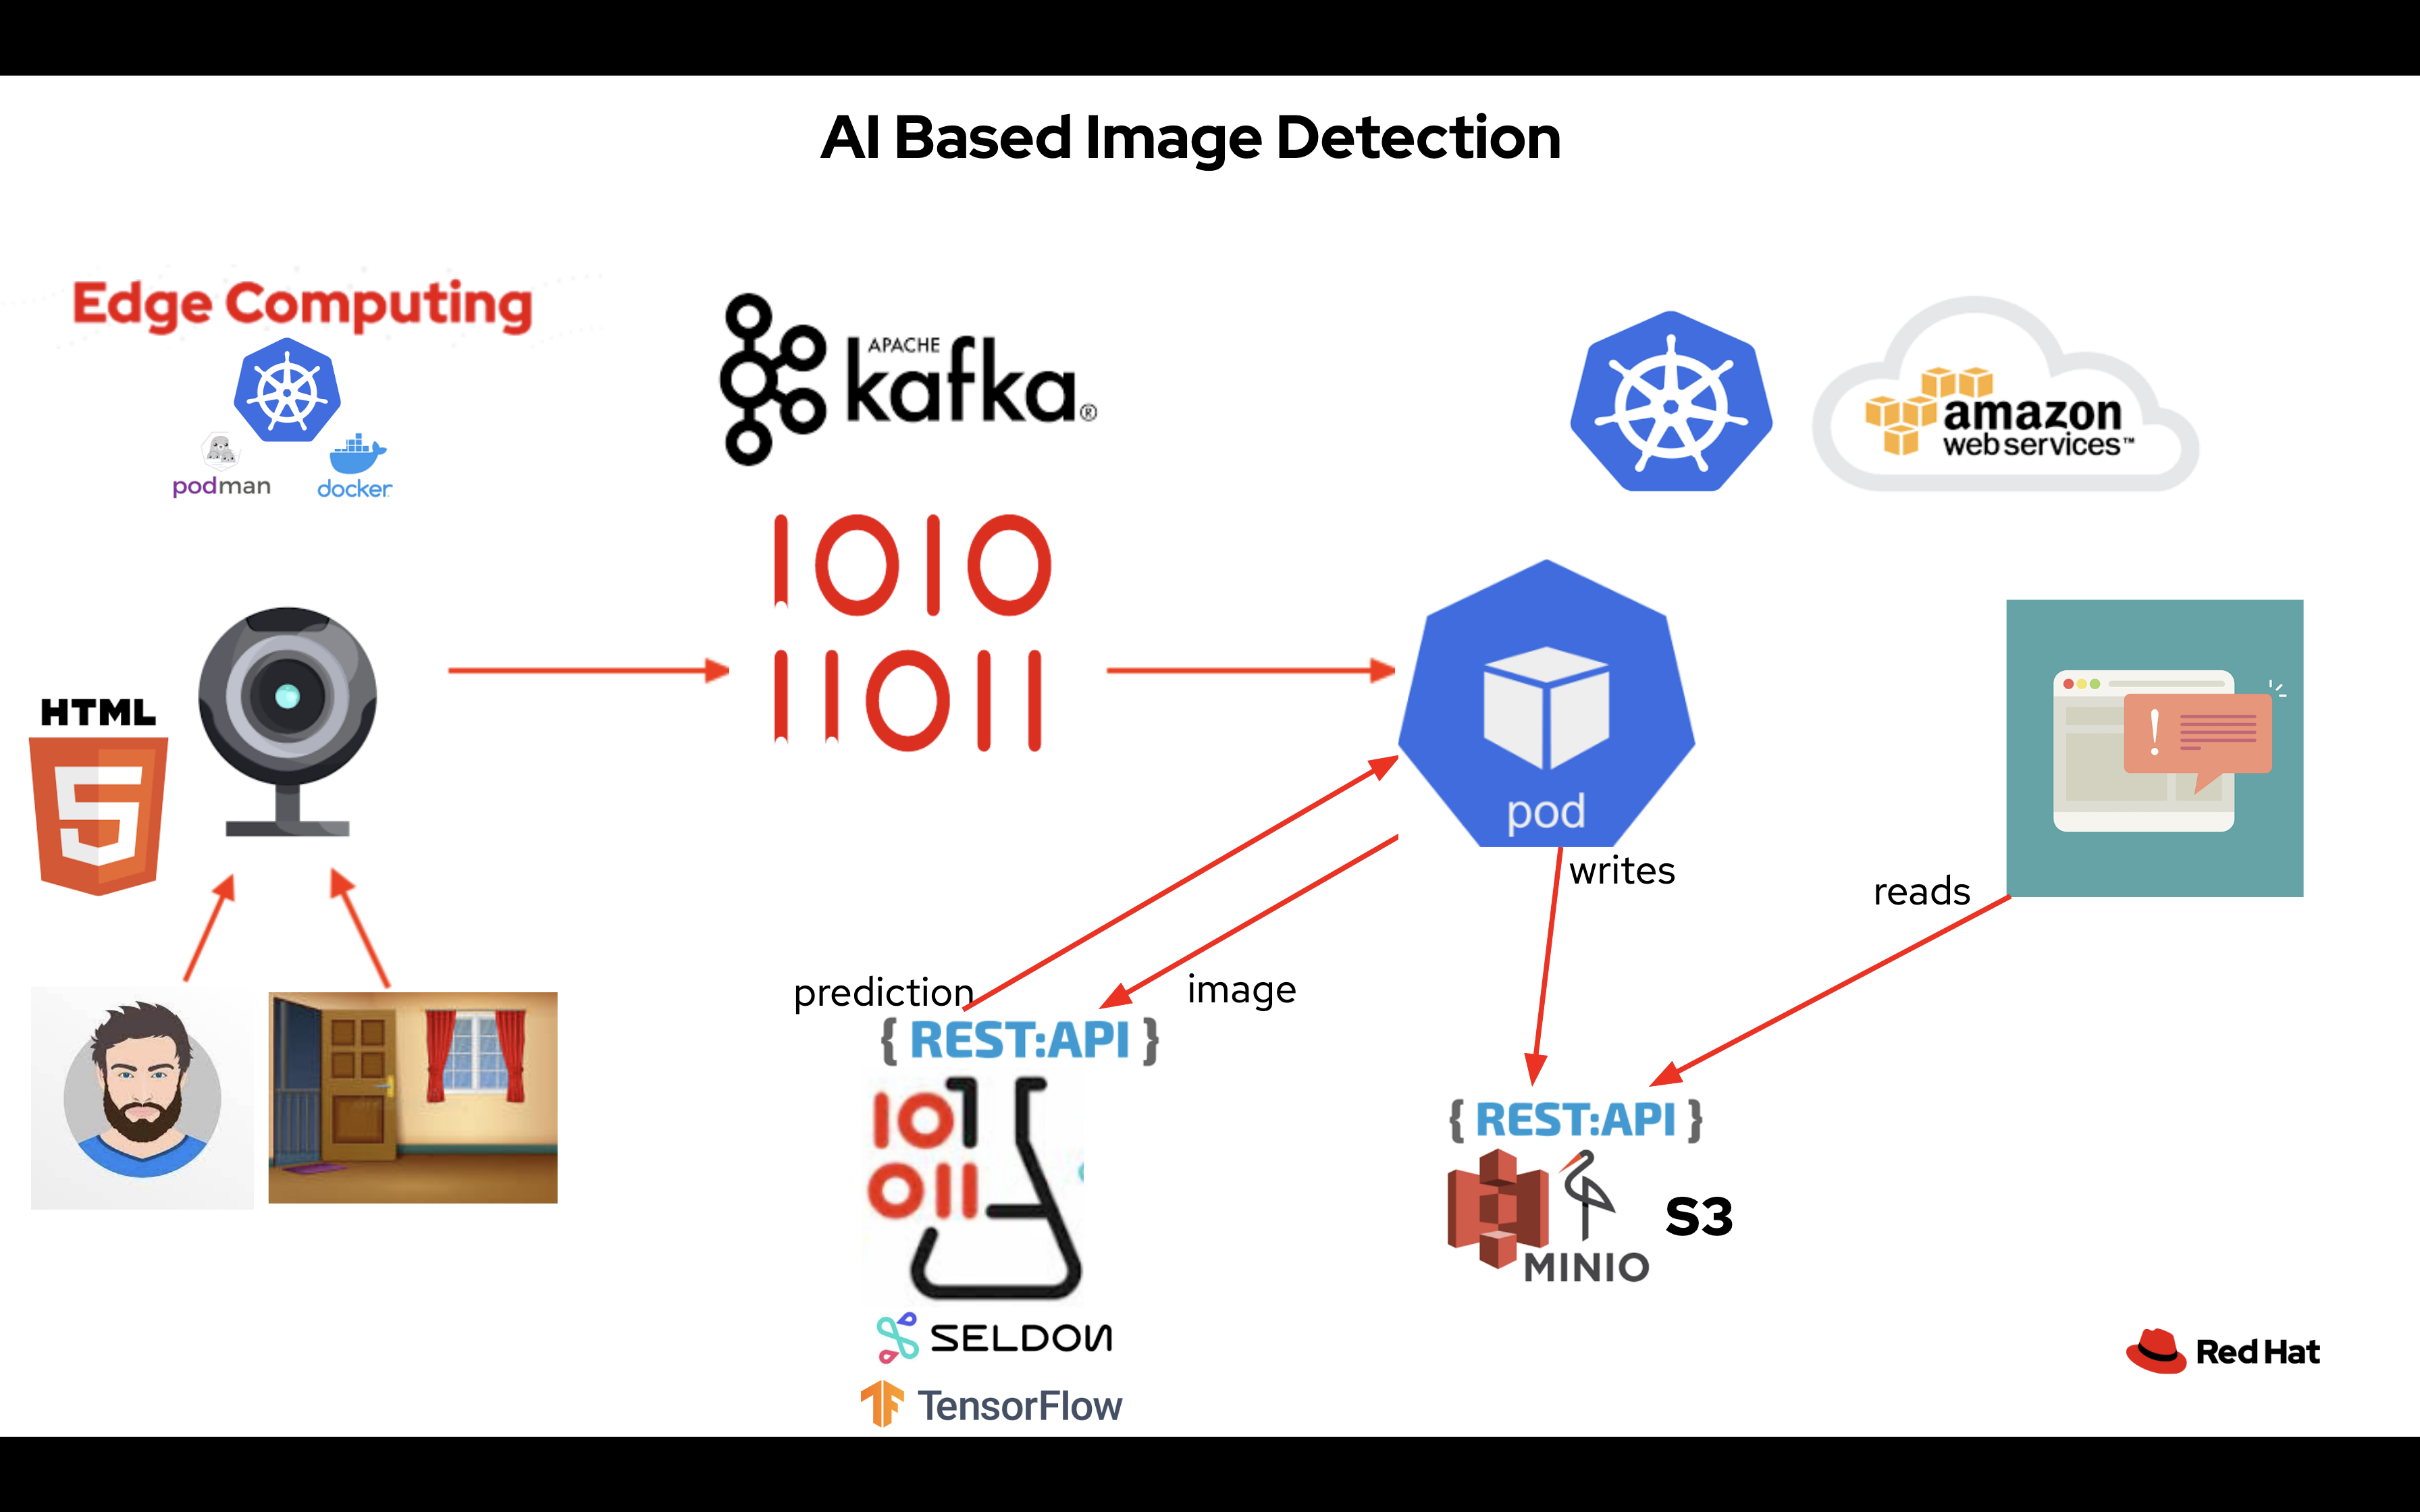 AI Based Image Detection
Edge Computing
podman
docker
APACHE
kafka®
1010
11011
amazon
web services™
HTML
5
pod
writes
reads
prediction
image
{ REST:API }
101
011
SELDON
TensorFlow
{ REST:API }
MINIO
S3
Red Hat